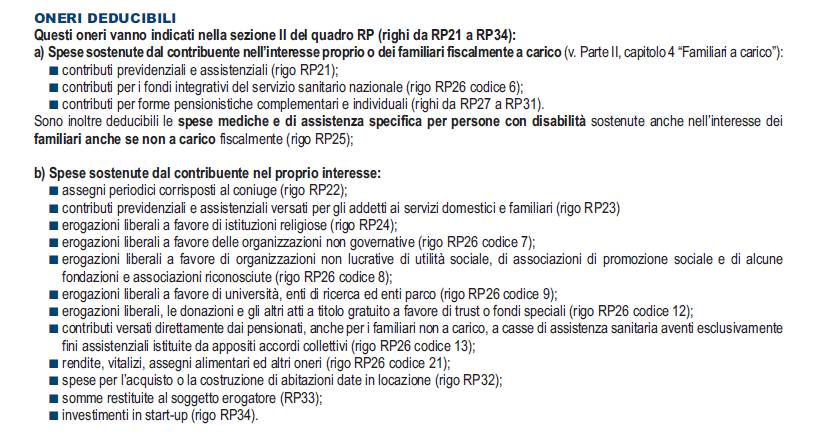 ONERI DEDUCIBILI
Questi oneri vanno indicati nella sezione II del quadro RP (righi da RP21 a RP34):
a) Spese sostenute dal contribuente nell'interesse proprio o dei familiari fiscalmente a carico (v. Parte II, capitolo 4 "Familiari a carico"):
■ contributi previdenziali e assistenziali (rigo RP21);
■ contributi per i fondi integrativi del servizio sanitario nazionale (rigo RP26 codice 6);
■ contributi per forme pensionistiche complementari e individuali (righi da RP27 a RP31).
Sono inoltre deducibili le spese mediche e di assistenza specifica per persone con disabilità sostenute anche nell'interesse dei
familiari anche se non a carico fiscalmente (rigo RP25);
b) Spese sostenute dal contribuente nel proprio interesse:
■ assegni periodici corrisposti al coniuge (rigo RP22);
■ contributi previdenziali e assistenziali versati per gli addetti ai servizi domestici e familiari (rigo RP23)
■ erogazioni liberali a favore di istituzioni religiose (rigo RP24);
■ erogazioni liberali a favore delle organizzazioni non governative (rigo RP26 codice 7);
■ erogazioni liberali a favore di organizzazioni non lucrative di utilità sociale, di associazioni di promozione sociale e di alcune
fondazioni e associazioni riconosciute (rigo RP26 codice 8);
■ erogazioni liberali a favore di università, enti di ricerca ed enti parco (rigo RP26 codice 9);
■ erogazioni liberali, le donazioni e gli altri atti a titolo gratuito a favore di trust o fondi speciali (rigo RP26 codice 12);
■ contributi versati direttamente dai pensionati, anche per i familiari non a carico, a casse di assistenza sanitaria aventi esclusivamente
fini assistenziali istituite da appositi accordi collettivi (rigo RP26 codice 13);
■ rendite, vitalizi, assegni alimentari ed altri oneri (rigo RP26 codice 21);
■ spese per l'acquisto o la costruzione di abitazioni date in locazione (rigo RP32);
■ somme restituite al soggetto erogatore (RP33);
■ investimenti in start-up (rigo RP34).